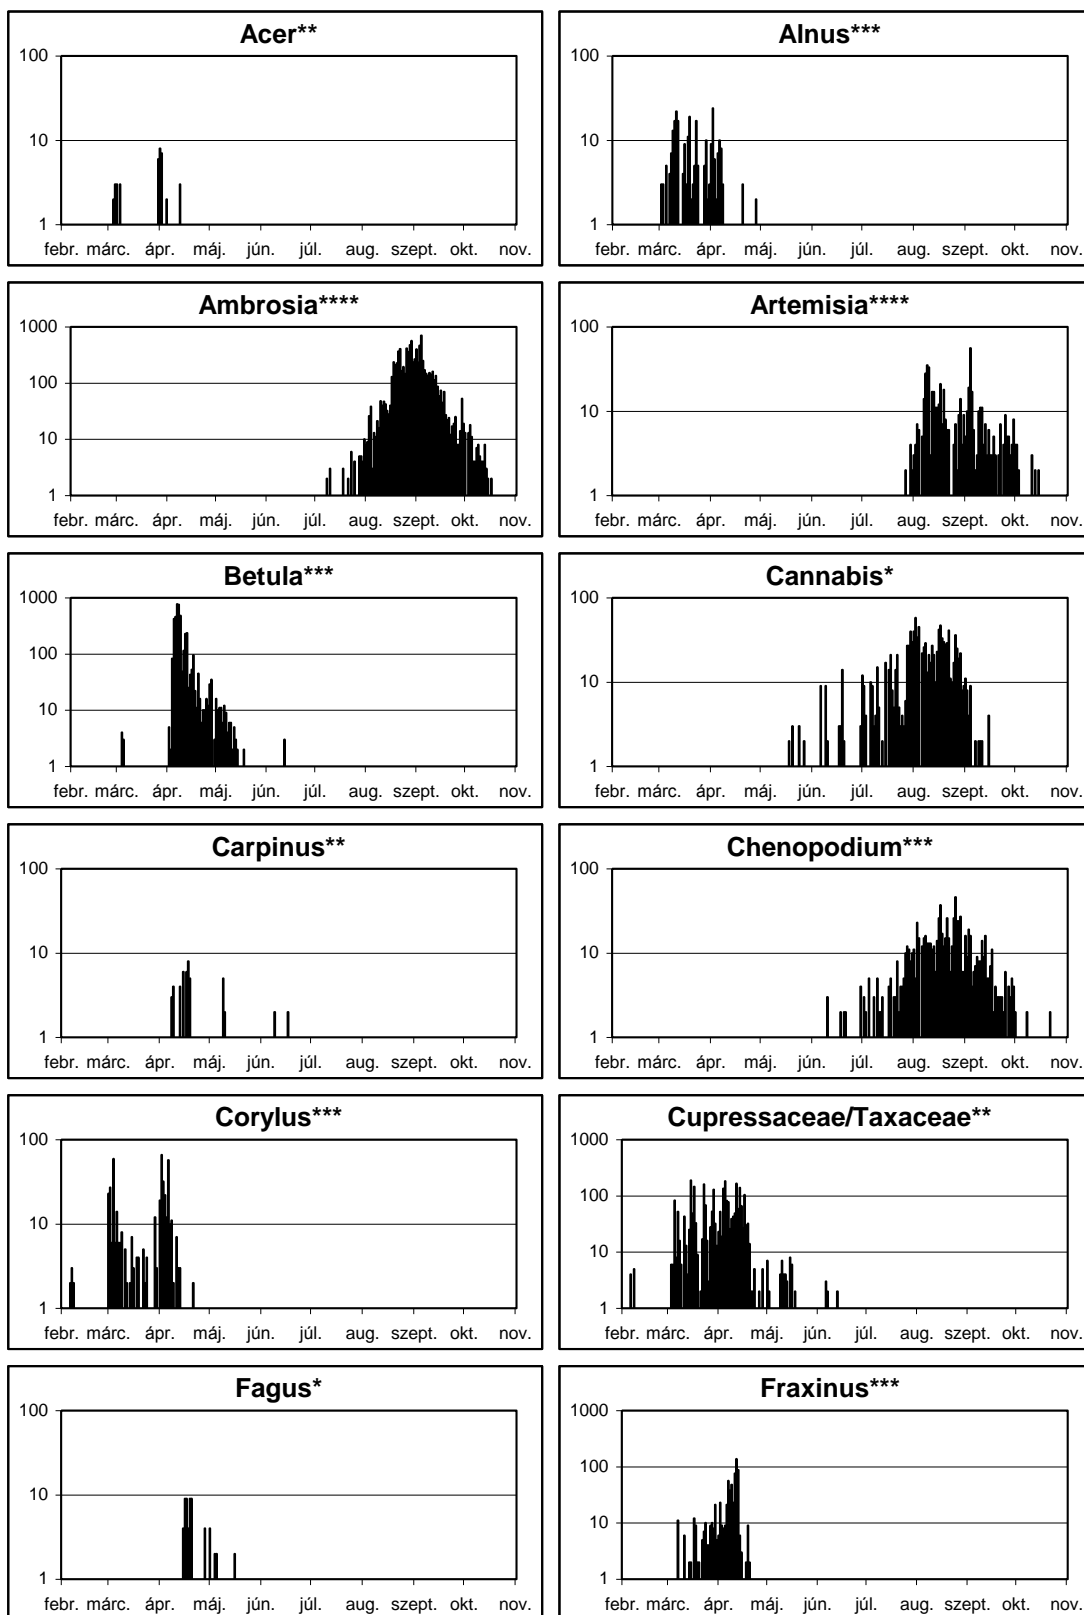 Acer**
100
10
1
febr. márc. ápr. máj. jún. júl. aug. szept. okt. nov.
Alnus***
100
10
1
febr. márc. ápr. máj. jún. júl. aug. szept. okt. nov.
Ambrosia****
1000
100
10
1
febr. márc. ápr. máj. jún. júl. aug. szept. okt. nov.
Artemisia****
100
10
1
febr. márc. ápr. máj. jún. júl. aug. szept. okt. nov.
Betula***
1000
100
10
1
febr. márc. ápr. máj. jún. júl. aug. szept. okt. nov.
Cannabis*
100
10
1
febr. márc. ápr. máj. jún. júl. aug. szept. okt. nov.
Carpinus**
100
10
1
febr. márc. ápr. máj. jún. júl. aug. szept. okt. nov.
Chenopodium***
100
10
1
febr. márc. ápr. máj. jún. júl. aug. szept. okt. nov.
Corylus***
100
10
1
febr. márc. ápr. máj. jún. júl. aug. szept. okt. nov.
Cupressaceae/Taxaceae**
1000
100
10
1
febr. márc. ápr. máj. jún. júl. aug. szept. okt. nov.
Fagus*
100
10
1
febr. márc. ápr. máj. jún. júl. aug. szept. okt. nov.
Fraxinus***
1000
100
10
1
febr. márc. ápr. máj. jún. júl. aug. szept. okt. nov.